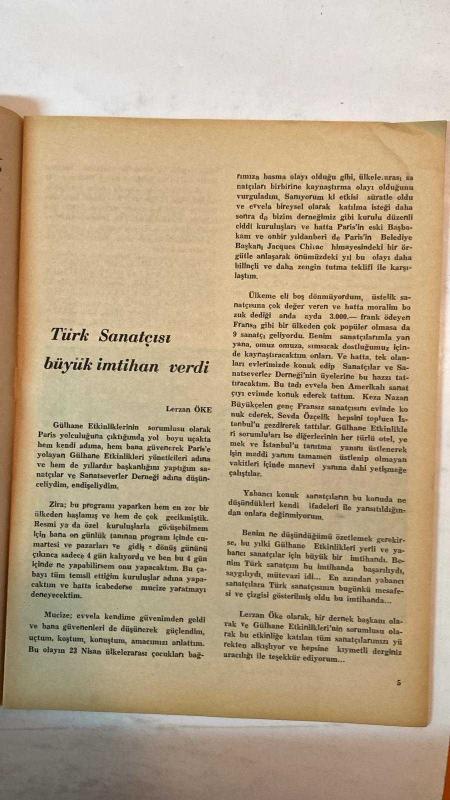 Türk Sanatçısı
büyük imtihan verdi
Lerzan ÖKE
Gülhane Etkinliklerinin sorumlusu olarak
Paris yolculuğuna çıktığımda yol boyu uçakta
hem kendi adıma, hem bana güvenerek Paris'e
yolayan Gülhane Etkinlikleri yöneticileri adına
ve hem de yıllardır başkanlığını yaptığım sa-
natçılar ve Sanatseverler Derneği adına düşün-
celiydim, endişeliydim.
Zira; bu programı yaparken hem en zor bir
ülkeden başlamış ve hem de çok gecikmiştik.
Resmi ya da özel kuruluşlarla görüşebilmem
için bana on günlük tanınan program içinde cu-
martesi ve pazarları ve gidiş - dönüş gününü
çıkınca sadece 4 gün kalıyordu ve ben bu 4 gün
içinde ne yapabilirsem onu yapacaktım. Bu ça-
bayı tüm temsil ettiğim kuruluşlar adına yapa-
caktım ve hatta icabederse mucize yaratmayı
deneyecektim.
Mucize; evvela kendime güvenimden geldi
ve bana güvenenleri de düşünerek güçlendim,
uçtum, koştum, konuştum, amacımızı anlattım.
Bu olayın 23 Nisan ülkelerarası çocukları bağ-
rımıza basma olayı olduğu gibi, ülkelerarası sa
natçıları birbirine kaynaştırma olayı olduğunu
vurguladım. Sanıyorum ki etkisi süratle oldu
ve evvela bireysel olarak katılma isteği daha
sonra da bizim derneğimiz gibi kurulu düzenli
ciddi kuruluşları ve hatta Paris'in eski Başba-
kanı ve onbir yıldanberi de Paris'in Belediye
Başkanı Jacques Chirac himayesindeki bir ör-
gütle anlaşarak önümüzdeki yıl bu olayı daha
bilinçli ve daha zengin tutma teklifi ile karşı-
laştım.
Ülkeme eli boş dönmüyordum, üstelik sa-
natçısına çok değer veren ve hatta moralim bo
zuk dediği anda ayda 3.000.— frank ödeyen
Fransa gibi bir ülkeden çok popüler olmasa da
9 sanatçı geliyordu. Benim sanatçılarımla yan
yana, omuz omuza, sımsıcak dostluğumuz için-
de kaynaştıracaktım onları. Ve hatta, tek olan-
ları evlerimizde konuk edip Sanatçılar ve Sa-
natseverler Derneği'nin üyelerine bu hazzı tat-
tıracaktım. Bu tadı evvela ben Amerikalı sanat
çıyı evimde konuk ederek tattım. Keza Nazan
Büyükçelen genç Fransız sanatçısını evinde ko
nuk ederek, Sevda Özçelik hepsini toplıca İs-
tanbul'u gezdirerek tattılar. Gülhane Etkinlikle
ri sorumluları ise diğerlerinin her türlü otel, ye
mek ve İstanbul'u tanıtma yanını üstlenerek
işin maddi yanını tamamen üstlenip olmayan
vakitleri içinde manevi yanına dahi yetişmeğe
çalıştılar.
Yabancı konuk sanatçıların bu konuda ne
düşündükleri kendi ifadeleri ile yansıtıldığın-
dan onlara değinmiyorum.
Benim ne düşündüğümü özetlemek gerekir-
se, bu yılki Gülhane Etkinlikleri yerli ve ya-
bancı sanatçılar için büyük bir imtihandı. Be-
nim Türk sanatçım bu imtihanda başarılıydı,
saygılıydı, mütevazi idi... En azından yabancı
sanatçılara Türk sanatçısının bugünkü mesafe-
si ve çizgisi gösterilmiş oldu bu imtihanda...
Lerzan Öke olarak, bir dernek başkanı ola-
rak ve Gülhane Etkinlikleri'nin sorumlusu ola-
rak bu etkinliğe katılan tüm sanatçılarımızı yü
rekten alkışlıyor ve hepsine kıymetli derginiz
aracılığı ile teşekkür ediyorum...
5